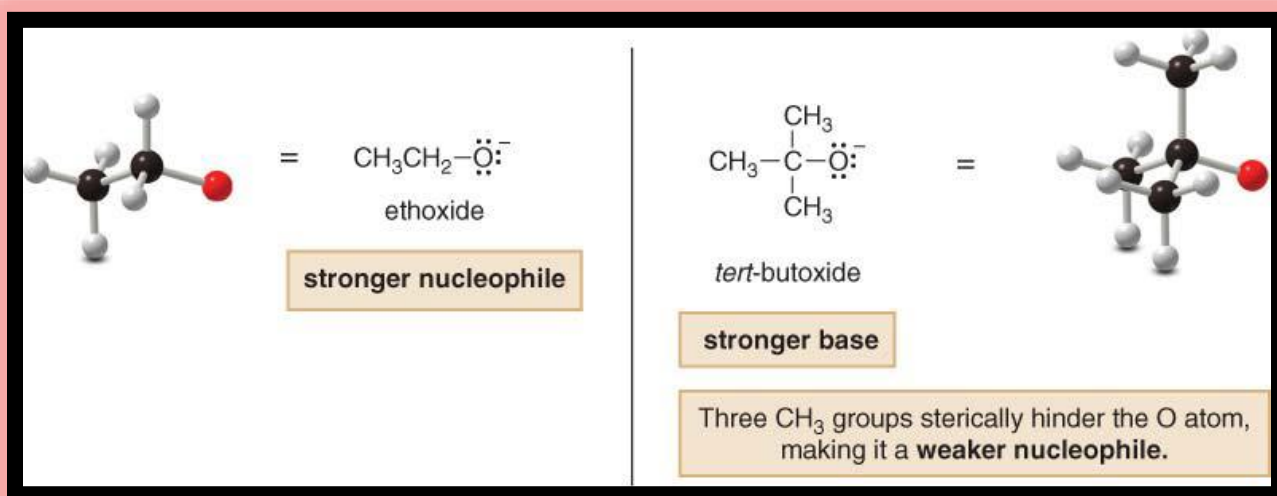 = CH₃CH₂–Ö:⁻
ethoxide
stronger nucleophile
CH₃
CH₃–C–Ö:⁻ =
CH₃
tert-butoxide
stronger base
Three CH₃ groups sterically hinder the O atom,
making it a weaker nucleophile.